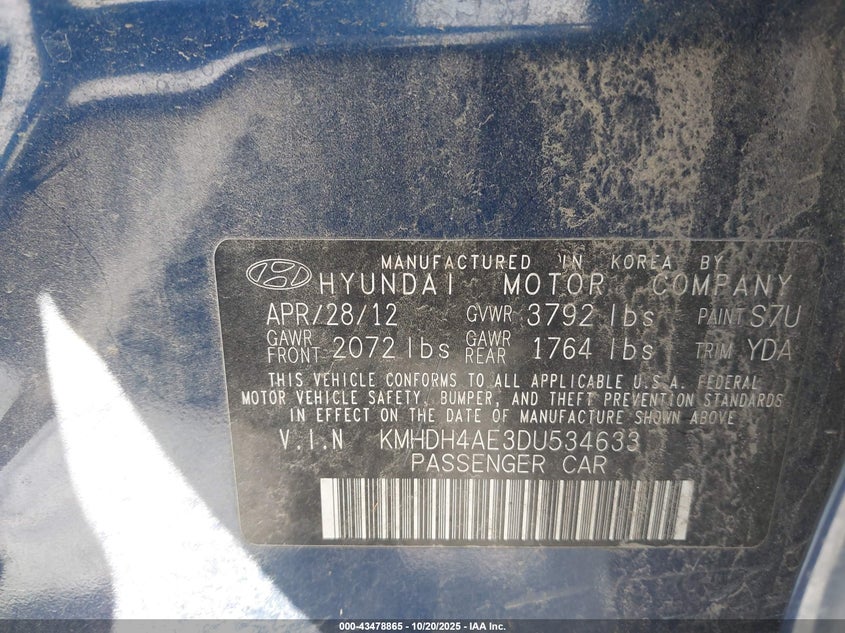 MANUFACTURED IN KOREA BY
HYUNDAI MOTOR COMPANY
APR/28/12 GVWR 3792 lbs PAINT S7U
GAWR FRONT 2072 lbs GAWR REAR 1764 lbs TRIM YDA
THIS VEHICLE CONFORMS TO ALL APPLICABLE U.S.A. FEDERAL
MOTOR VEHICLE SAFETY, BUMPER, AND THEFT PREVENTION STANDARDS
IN EFFECT ON THE DATE OF MANUFACTURE SHOWN ABOVE
V.I.N KMHDH4AE3DU534633
PASSENGER CAR
000-43478865 - 10/20/2025 - IAA Inc.